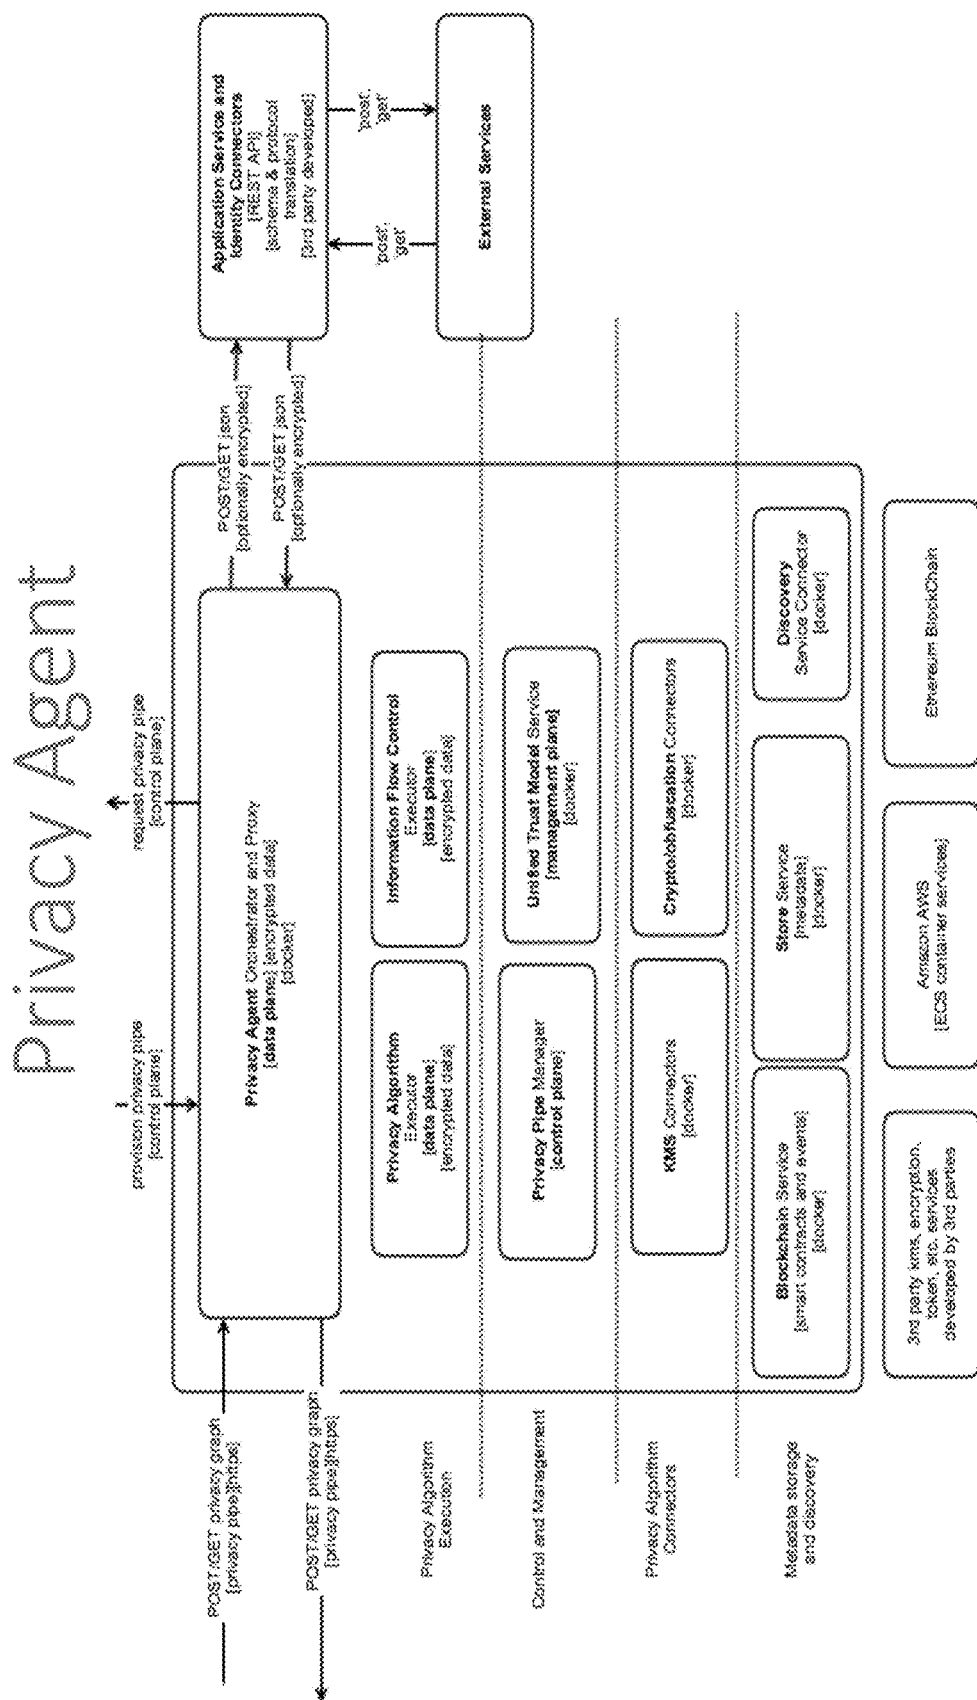 Privacy Agent
provision privacy pipe
[control plane]
request privacy pipe
[control plane]
POST/GET privacy graph
[privacy pipe][https]
POST/GET privacy graph
[privacy pipe][https]
Privacy Agent Orchestrator and Proxy
[data plane] [encrypted data]
[docker]
POST/GET json
[optionally encrypted]
POST/GET json
[optionally encrypted]
Application Service and
Identity Connectors
[REST API]
[schema & protocol
translation]
[3rd party developed]
'post',
'get'
'post',
'get'
External Services
Privacy Algorithm
Execution
Privacy Algorithm
Executor
[data plane]
[encrypted data]
Information Flow Control
Executor
[data plane]
[encrypted data]
Control and Management
Privacy Pipe Manager
[control plane]
Unified Trust Model Service
[management plane]
[docker]
Privacy Algorithm
Connectors
KMS Connectors
[docker]
Crypto/obfuscation Connectors
[docker]
Metadata storage
and discovery
Blockchain Service
[smart contracts and events]
[docker]
Store Service
[metadata]
[docker]
Discovery
Service Connector
[docker]
3rd party kms, encryption,
token, etc. services
developed by 3rd parties
Amazon AWS
[ECS container services]
Ethereum BlockChain